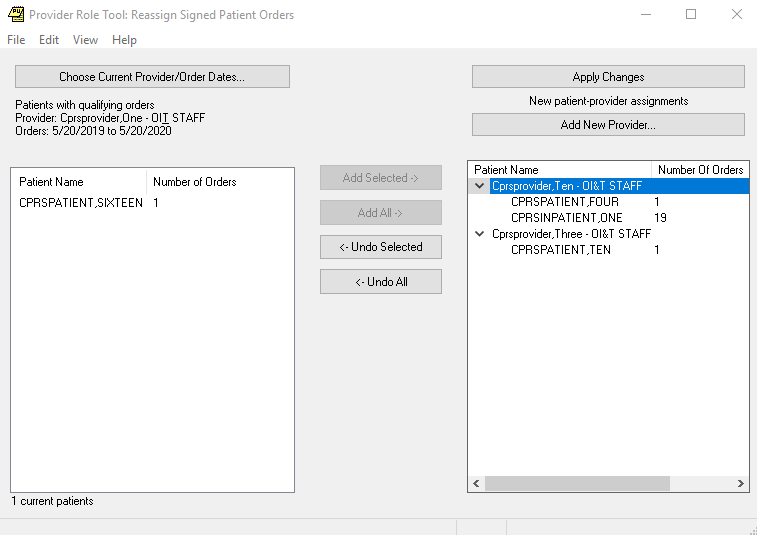 Provider Role Tool: Reassign Signed Patient Orders
File Edit View Help
Choose Current Provider/Order Dates...
Patients with qualifying orders
Provider: Cprsprovider,One - OIT STAFF
Orders: 5/20/2019 to 5/20/2020
Patient Name Number of Orders
CPRSPATIENT,SIXTEEN 1
1 current patients
Add Selected ->
Add All ->
<- Undo Selected
<- Undo All
Apply Changes
New patient-provider assignments
Add New Provider...
Patient Name Number Of Orders
Cprsprovider,Ten - OI&T STAFF
CPRSPATIENT,FOUR 1
CPRSINPATIENT,ONE 19
Cprsprovider,Three - OI&T STAFF
CPRSPATIENT,TEN 1